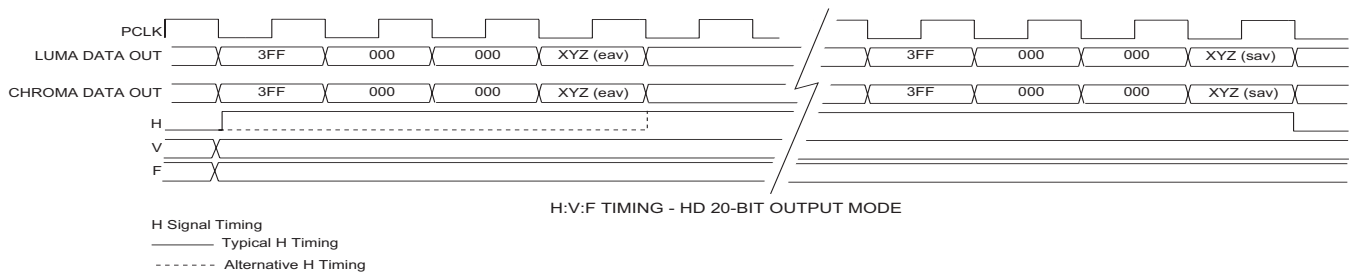 PCLK
LUMA DATA OUT 3FF 000 000 XYZ (eav) 3FF 000 000 XYZ (sav)
CHROMA DATA OUT 3FF 000 000 XYZ (eav) 3FF 000 000 XYZ (sav)
H
V
F
H:V:F TIMING - HD 20-BIT OUTPUT MODE
H Signal Timing
Typical H Timing
Alternative H Timing